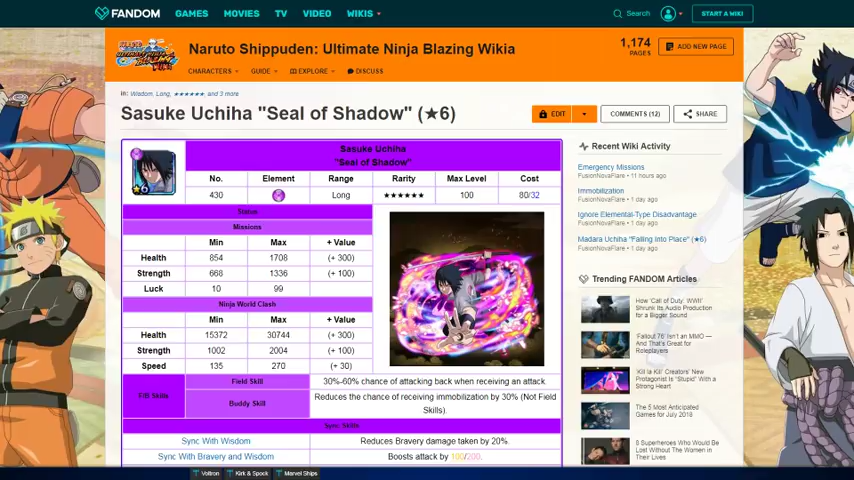 FANDOM GAMES MOVIES TV VIDEO WIKIS Search START A WIKI
Naruto Shippuden: Ultimate Ninja Blazing Wikia
1,174 PAGES ADD NEW PAGE
CHARACTERS GUIDE EXPLORE DISCUSS
in: Wisdom, Long, ★★★★★★, and 3 more
Sasuke Uchiha "Seal of Shadow" (★6)
EDIT COMMENTS (12) SHARE
Sasuke Uchiha
"Seal of Shadow"
No. Element Range Rarity Max Level Cost
430 Long ★★★★★★ 100 80/32
★6
Status
Missions
Min Max + Value
Health 854 1708 (+ 300)
Strength 668 1336 (+ 100)
Luck 10 99
Ninja World Clash
Min Max + Value
Health 15372 30744 (+ 300)
Strength 1002 2004 (+ 100)
Speed 135 270 (+ 30)
F/B Skills
Field Skill 30%-60% chance of attacking back when receiving an attack.
Buddy Skill Reduces the chance of receiving immobilization by 30% (Not Field
Skills).
Sync Skills
Sync With Wisdom Reduces Bravery damage taken by 20%.
Sync With Bravery and Wisdom Boosts attack by 100/200.
Recent Wiki Activity
Emergency Missions
FusionNovaFlare • 11 hours ago
Immobilization
FusionNovaFlare • 1 day ago
Ignore Elemental-Type Disadvantage
FusionNovaFlare • 1 day ago
Madara Uchiha "Falling into Place" (★6)
FusionNovaFlare • 1 day ago
Trending FANDOM Articles
How 'Call of Duty: WWII'
Shrunk Its Audio Production
for a Bigger Sound
'Fallout 76' Isn't an MMO —
And That's Great for
Roleplayers
'Kill la Kill' Creators' New
Protagonist Is "Stupid" With a
Heart
The 5 Most Anticipated
Games for July 2018
8 Superheroes Who Would Be
Lost Without The Women in
Their Lives
Voltron Kirk & Spock Marvel Ships